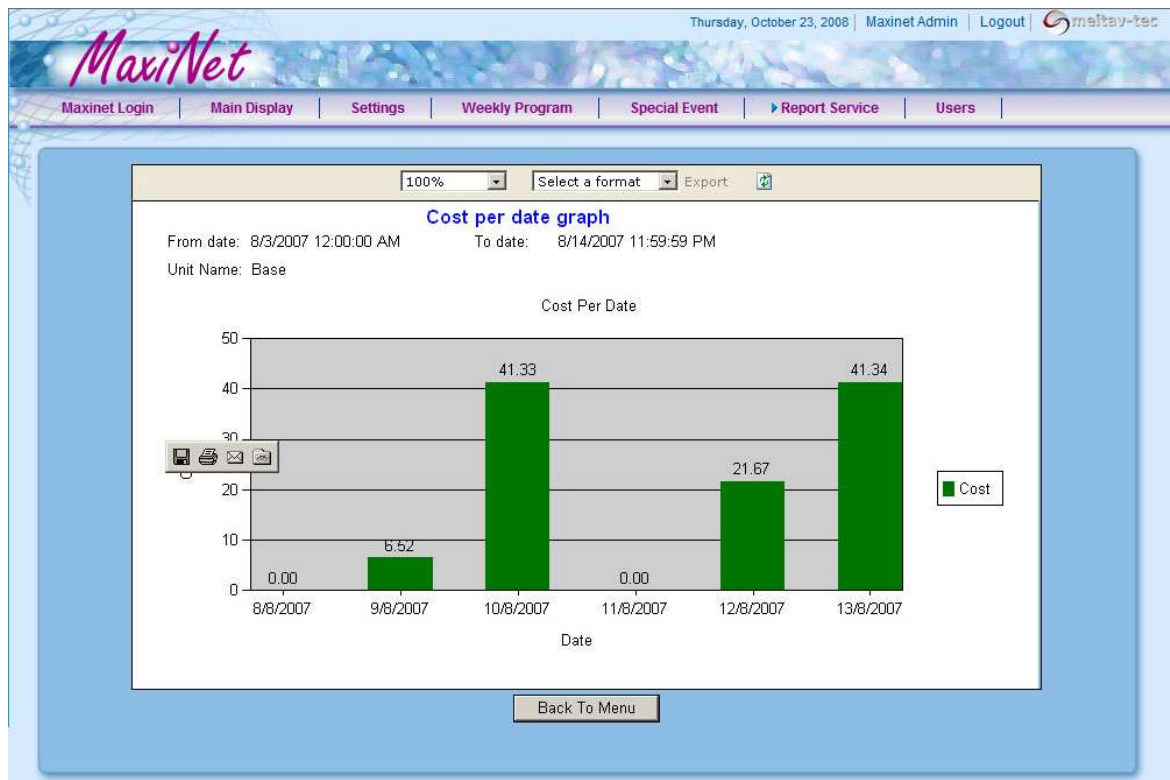 Thursday, October 23, 2008 | Maxinet Admin | Logout | meitav-tec
MaxiNet
Maxinet Login | Main Display | Settings | Weekly Program | Special Event | Report Service | Users |
100% Select a format Export
Cost per date graph
From date: 8/3/2007 12:00:00 AM To date: 8/14/2007 11:59:59 PM
Unit Name: Base
Cost Per Date
50
41.33 41.34
40
30
21.67
20
Cost
10
6.52
0.00 0.00
0
8/8/2007 9/8/2007 10/8/2007 11/8/2007 12/8/2007 13/8/2007
Date
Back To Menu